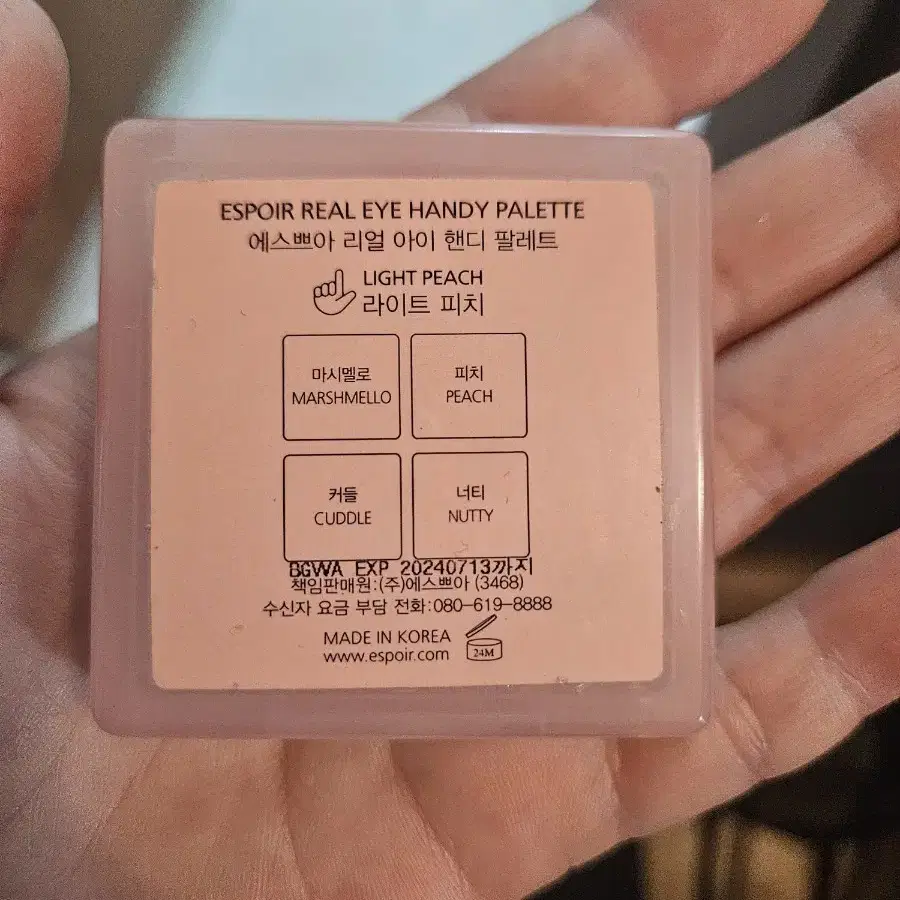 ESPOIR REAL EYE HANDY PALETTE
에스쁘아 리얼 아이 핸디 팔레트
LIGHT PEACH
라이트 피치
마시멜로
MARSHMELLO
피치
PEACH
커들
CUDDLE
너티
NUTTY
BGWA EXP 20240713까지
책임판매원:(주)에스쁘아 (3468)
수신자 요금 부담 전화:080-619-8888
MADE IN KOREA
www.espoir.com
24M